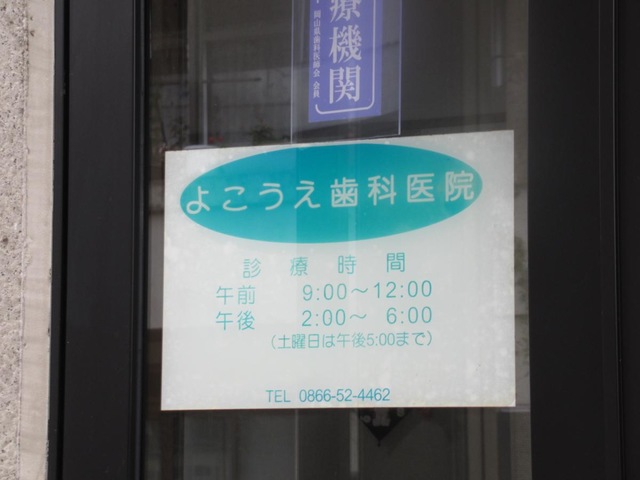 療機関
岡山県歯科医師会 会員
よこうえ歯科医院
診療時間
午前 9:00～12:00
午後 2:00～ 6:00
（土曜日は午後5:00まで）
TEL 0866-52-4462